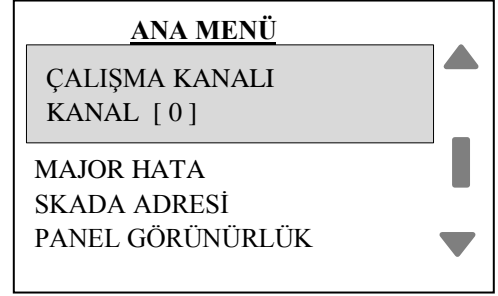 ANA MENÜ
ÇALIŞMA KANALI
KANAL [ 0 ]
MAJOR HATA
SKADA ADRESİ
PANEL GÖRÜNÜRLÜK